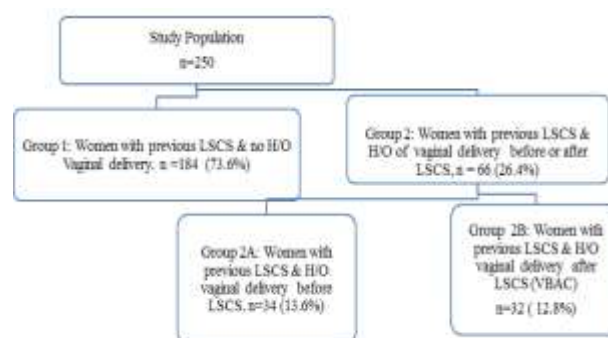 Study Population
n=250
Group 1: Women with previous LSCS & no H/O
Vaginal delivery, n =184 (73.6%)
Group 2: Women with previous LSCS &
H/O of vaginal delivery before or after
LSCS, n = 66 (26.4%)
Group 2A: Women with
previous LSCS & H/O
vaginal delivery before
LSCS, n=34 (13.6%)
Group 2B: Women with
previous LSCS & H/O
vaginal delivery after
LSCS (VBAC)
n=32 ( 12.8%)